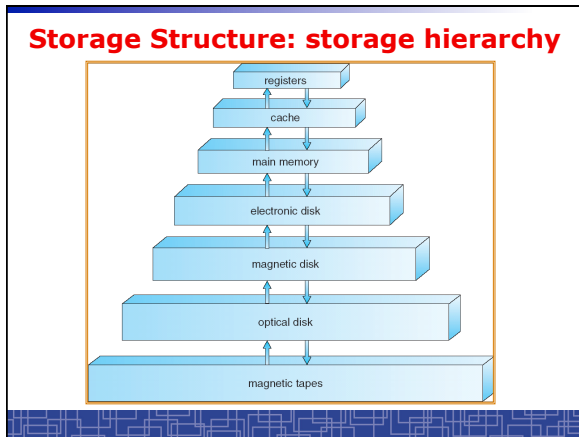 Storage Structure: storage hierarchy
registers
cache
main memory
electronic disk
magnetic disk
optical disk
magnetic tapes